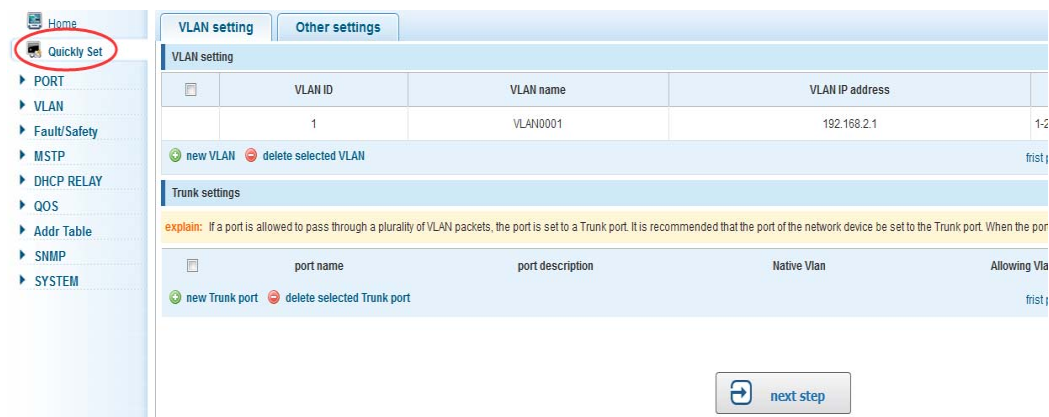 Home
Quickly Set
PORT
VLAN
Fault/Safety
MSTP
DHCP RELAY
QOS
Addr Table
SNMP
SYSTEM
VLAN setting Other settings
VLAN setting
VLAN ID VLAN name VLAN IP address
1 VLAN0001 192.168.2.1 1-2
new VLAN delete selected VLAN frist p
Trunk settings
explain: If a port is allowed to pass through a plurality of VLAN packets, the port is set to a Trunk port. It is recommended that the port of the network device be set to the Trunk port. When the por
port name port description Native Vlan Allowing Vla
new Trunk port delete selected Trunk port frist p
next step